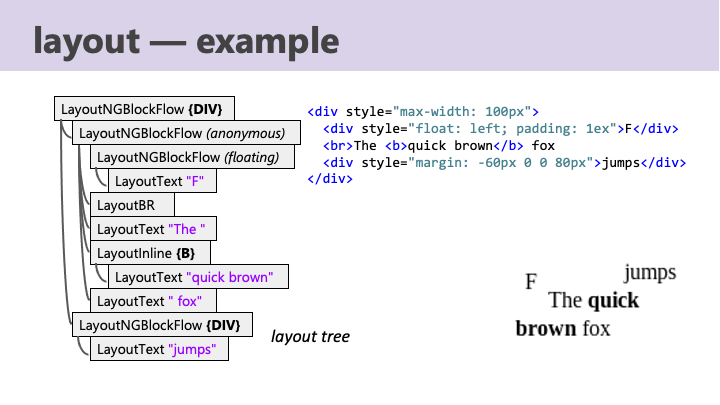 layout — example
LayoutNGBlockFlow {DIV}
LayoutNGBlockFlow (anonymous)
LayoutNGBlockFlow (floating)
LayoutText "F"
LayoutBR
LayoutText "The "
LayoutInline {B}
LayoutText "quick brown"
LayoutText " fox"
LayoutNGBlockFlow {DIV}
LayoutText "jumps"
layout tree
<div style="max-width: 100px">
  <div style="float: left; padding: 1ex">F</div>
  <br>The <b>quick brown</b> fox
  <div style="margin: -60px 0 0 80px">jumps</div>
</div>
F jumps
The quick
brown fox